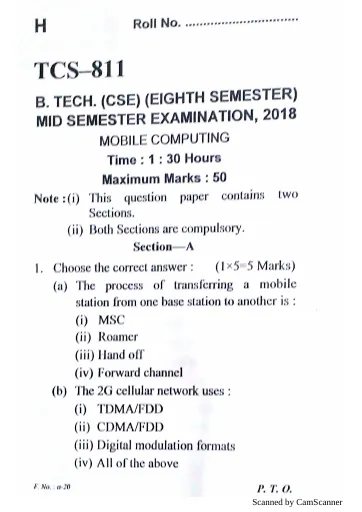 H
Roll No. ..............................
TCS–811
B. TECH. (CSE) (EIGHTH SEMESTER)
MID SEMESTER EXAMINATION, 2018
MOBILE COMPUTING
Time : 1 : 30 Hours
Maximum Marks : 50
Note :(i) This question paper contains two
Sections.
(ii) Both Sections are compulsory.
Section—A
1. Choose the correct answer : (1×5=5 Marks)
(a) The process of transferring a mobile
station from one base station to another is :
(i) MSC
(ii) Roamer
(iii) Hand off
(iv) Forward channel
(b) The 2G cellular network uses :
(i) TDMA/FDD
(ii) CDMA/FDD
(iii) Digital modulation formats
(iv) All of the above
F. No. : a-20
P. T. O.
Scanned by CamScanner